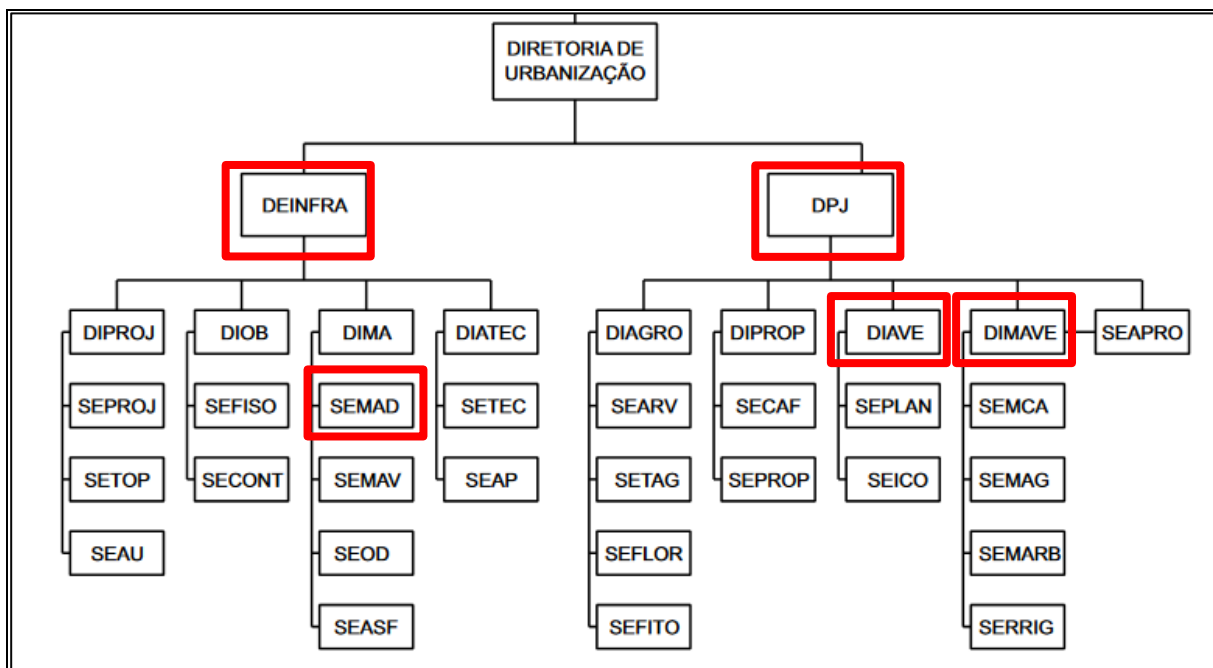 DIRETORIA DE
URBANIZAÇÃO
DEINFRA
DPJ
DIPROJ
DIOB
DIMA
DIATEC
DIAGRO
DIPROP
DIAVE
DIMAVE
SEAPRO
SEPROJ
SEFISO
SEMAD
SETEC
SEARV
SECAF
SEPLAN
SEMCA
SETOP
SECONT
SEMAV
SEAP
SETAG
SEPROP
SEICO
SEMAG
SEAU
SEOD
SEFLOR
SEMARB
SEASF
SEFITO
SERRIG